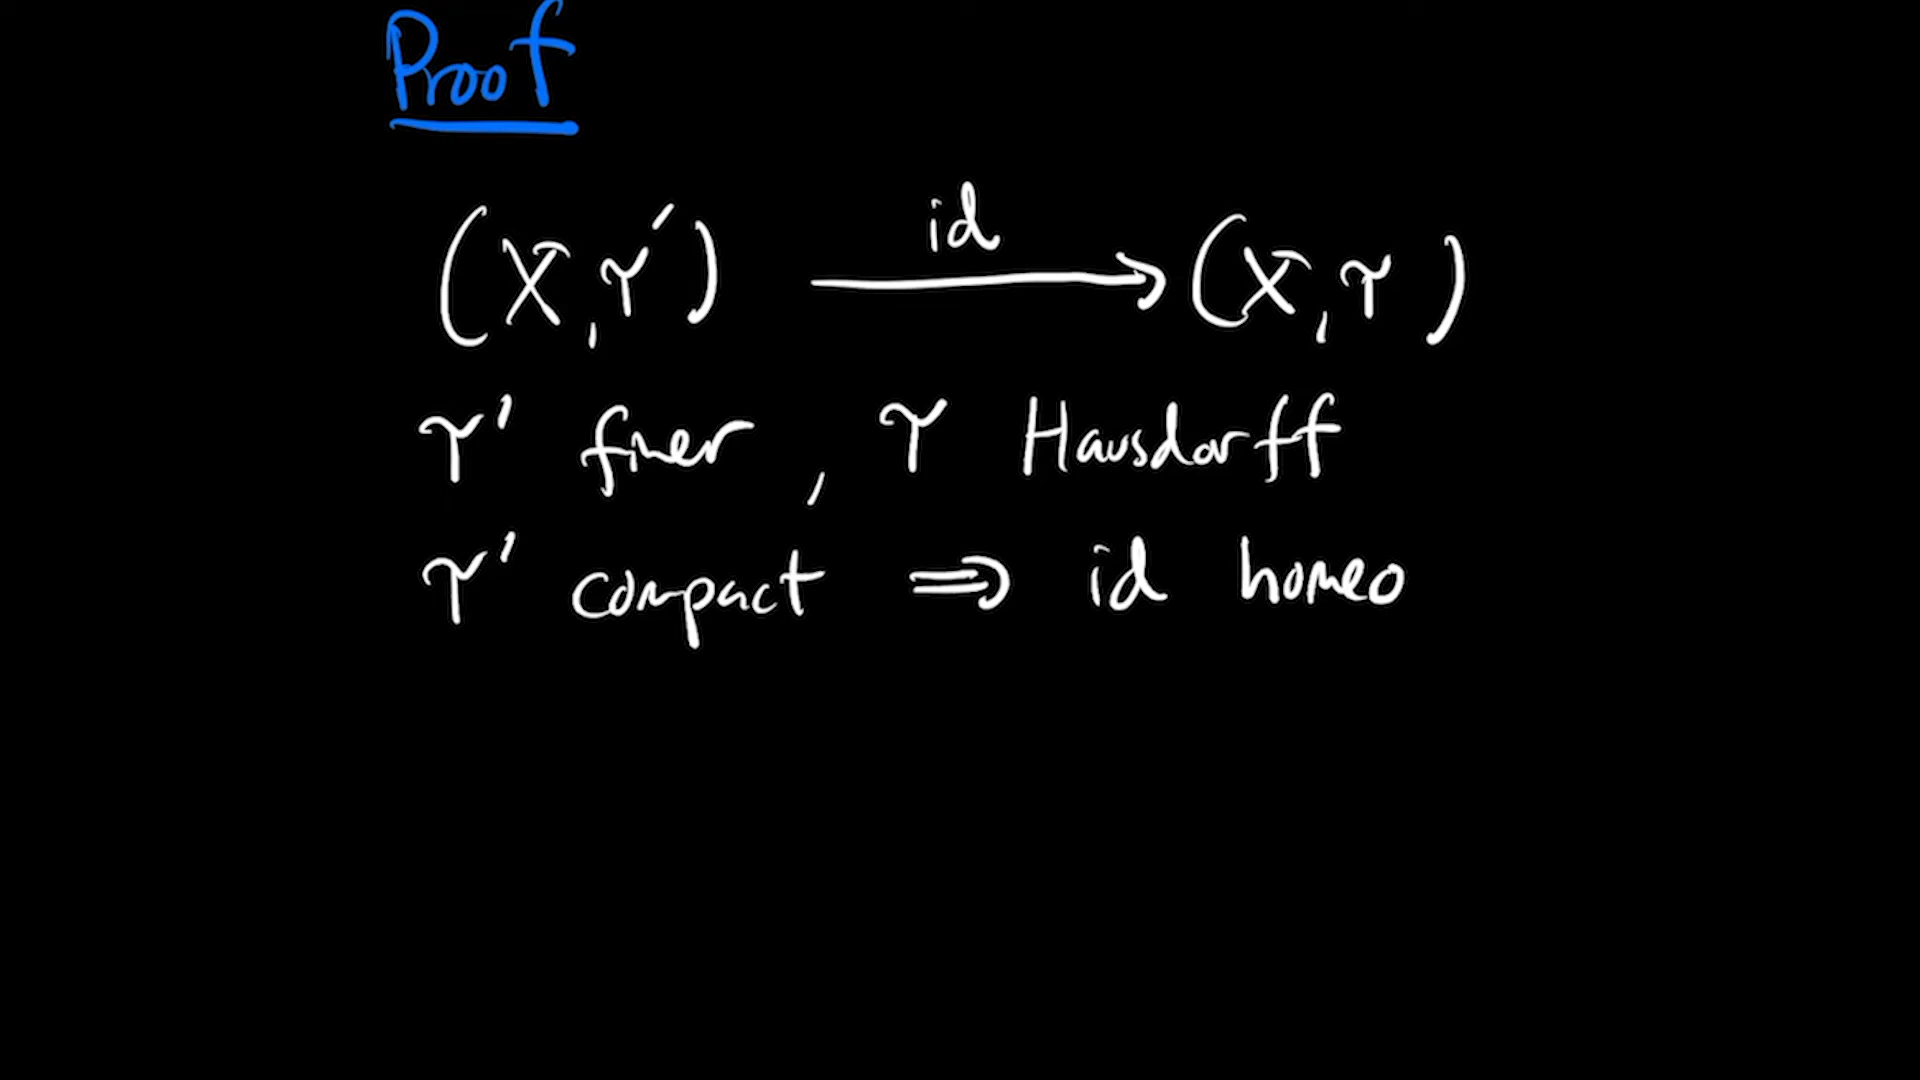 Proof
id
(X, τ′) ⟶ (X, τ)
τ′ finer, τ Hausdorff
τ′ compact ⇒ id homeo